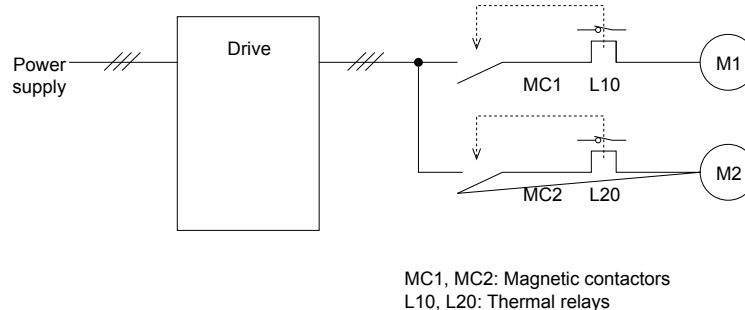 Power
supply
Drive
MC1
L10
M1
MC2
L20
M2
MC1, MC2: Magnetic contactors
L10, L20: Thermal relays